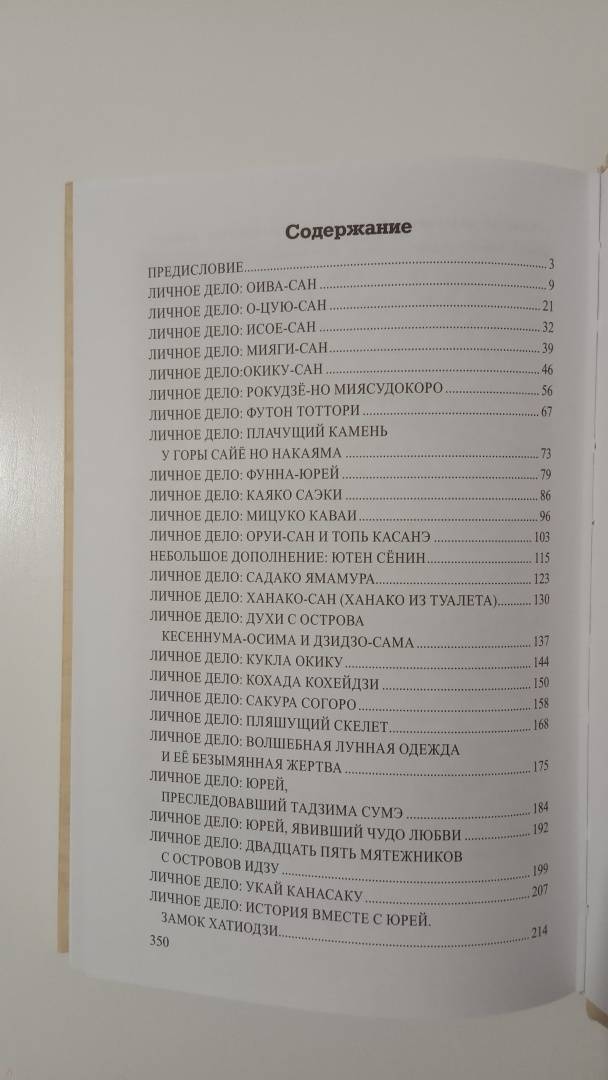 Содержание
ПРЕДИСЛОВИЕ.....3
ЛИЧНОЕ ДЕЛО: ОИВА-САН.....9
ЛИЧНОЕ ДЕЛО: О-ЦУЮ-САН.....21
ЛИЧНОЕ ДЕЛО: ИСОЕ-САН.....32
ЛИЧНОЕ ДЕЛО: МИЯГИ-САН.....39
ЛИЧНОЕ ДЕЛО:ОКИКУ-САН.....46
ЛИЧНОЕ ДЕЛО: РОКУДЗЁ-НО МИЯСУДОКОРО.....56
ЛИЧНОЕ ДЕЛО: ФУТОН ТОТТОРИ.....67
ЛИЧНОЕ ДЕЛО: ПЛАЧУЩИЙ КАМЕНЬ
У ГОРЫ САЙЁ НО НАКАЯМА.....73
ЛИЧНОЕ ДЕЛО: ФУННА-ЮРЕЙ.....79
ЛИЧНОЕ ДЕЛО: КАЯКО САЭКИ.....86
ЛИЧНОЕ ДЕЛО: МИЦУКО КАВАИ.....96
ЛИЧНОЕ ДЕЛО: ОРУИ-САН И ТОПЬ КАСАНЭ.....103
НЕБОЛЬШОЕ ДОПОЛНЕНИЕ: ЮТЕН СЁНИН.....115
ЛИЧНОЕ ДЕЛО: САДАКО ЯМАМУРА.....123
ЛИЧНОЕ ДЕЛО: ХАНАКО-САН (ХАНАКО ИЗ ТУАЛЕТА).....130
ЛИЧНОЕ ДЕЛО: ДУХИ С ОСТРОВА
КЕСЕННУМА-ОСИМА И ДЗИДЗО-САМА.....137
ЛИЧНОЕ ДЕЛО: КУКЛА ОКИКУ.....144
ЛИЧНОЕ ДЕЛО: КОХАДА КОХЕЙДЗИ.....150
ЛИЧНОЕ ДЕЛО: САКУРА СОГОРО.....158
ЛИЧНОЕ ДЕЛО: ПЛЯШУЩИЙ СКЕЛЕТ.....168
ЛИЧНОЕ ДЕЛО: ВОЛШЕБНАЯ ЛУННАЯ ОДЕЖДА
И ЕЁ БЕЗЫМЯННАЯ ЖЕРТВА.....175
ЛИЧНОЕ ДЕЛО: ЮРЕЙ,
ПРЕСЛЕДОВАВШИЙ ТАДЗИМА СУМЭ.....184
ЛИЧНОЕ ДЕЛО: ЮРЕЙ, ЯВИВШИЙ ЧУДО ЛЮБВИ.....192
ЛИЧНОЕ ДЕЛО: ДВАДЦАТЬ ПЯТЬ МЯТЕЖНИКОВ
С ОСТРОВОВ ИДЗУ.....199
ЛИЧНОЕ ДЕЛО: УКАЙ КАНАСАКУ.....207
ЛИЧНОЕ ДЕЛО: ИСТОРИЯ ВМЕСТЕ С ЮРЕЙ.
ЗАМОК ХАТИОДЗИ.....214
350